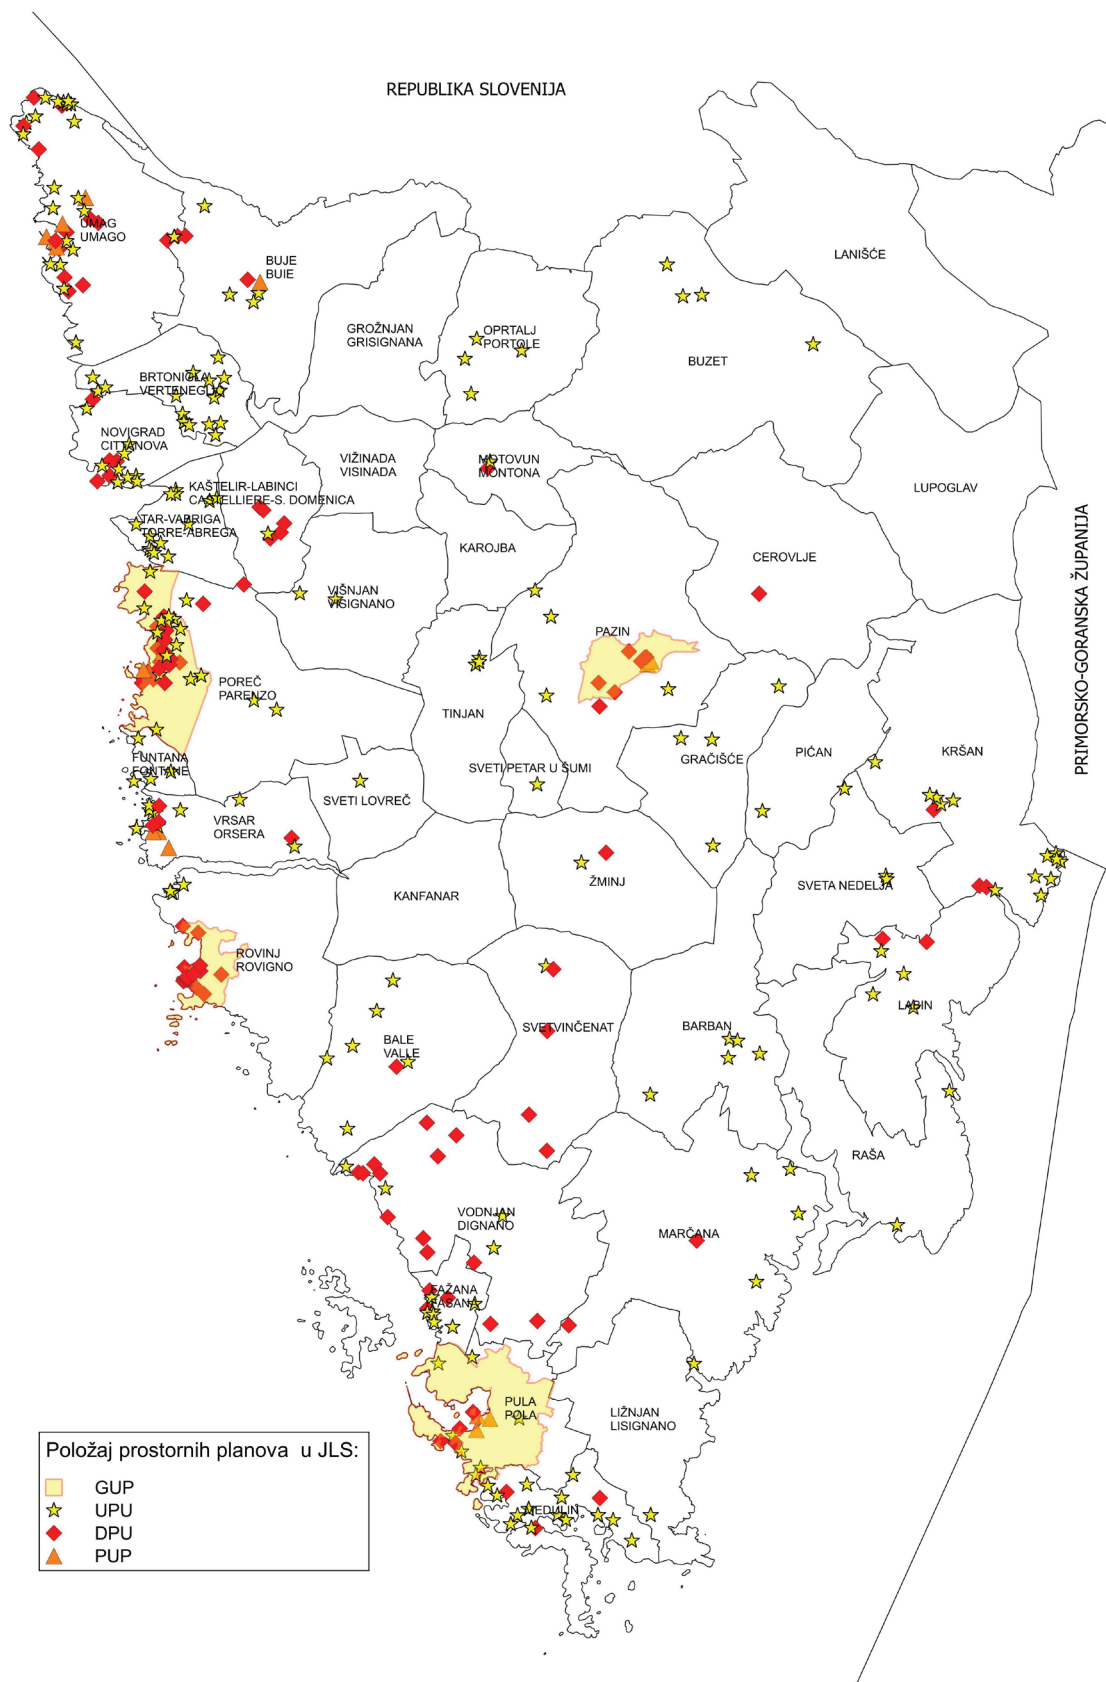 REPUBLIKA SLOVENIJA
LANIŠĆE
UMAG
UMAGO
BUJE
BUIE
GROŽNJAN
GRISIGNANA
OPRTALJ
PORTOLE
BUZET
BRTONIGLA
VERTENEGLIO
NOVIGRAD
CITTANOVA
VIŽINADA
VISINADA
MOTOVUN
MONTONA
LUPOGLAV
KAŠTELIR-LABINCI
CASTELLIERE-S. DOMENICA
TAR-VABRIGA
TORRE-ABREGA
KAROJBA
CEROVLJE
PRIMORSKO-GORANSKA ŽUPANIJA
VIŠNJAN
VISIGNANO
PAZIN
POREČ
PARENZO
TINJAN
SVETI PETAR U ŠUMI
GRAČIŠĆE
PIĆAN
KRŠAN
FUNTANA
FONTANE
SVETI LOVREČ
VRSAR
ORSERA
ŽMINJ
KANFANAR
SVETA NEDELJA
ROVINJ
ROVIGNO
LABIN
BALE
VALLE
SVETVINČENAT
BARBAN
RAŠA
VODNJAN
DIGNANO
MARČANA
FAŽANA
FASANA
PULA
POLA
LIŽNJAN
LISIGNANO
MEDULIN
Položaj prostornih planova u JLS:
GUP
UPU
DPU
PUP